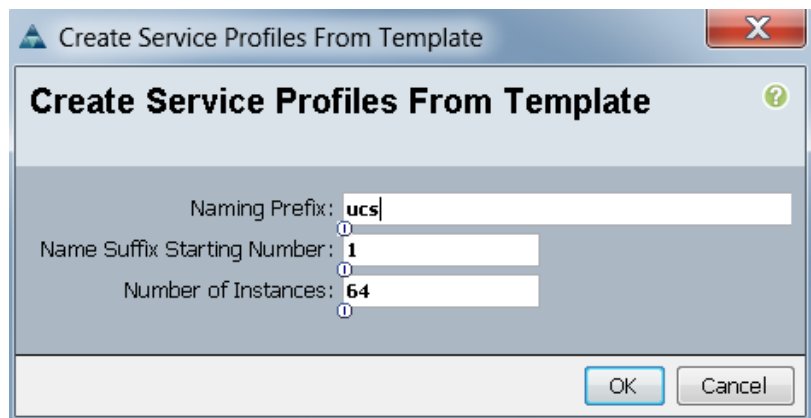 Create Service Profiles From Template
Create Service Profiles From Template
Naming Prefix: ucs
Name Suffix Starting Number: 1
Number of Instances: 64
OK Cancel